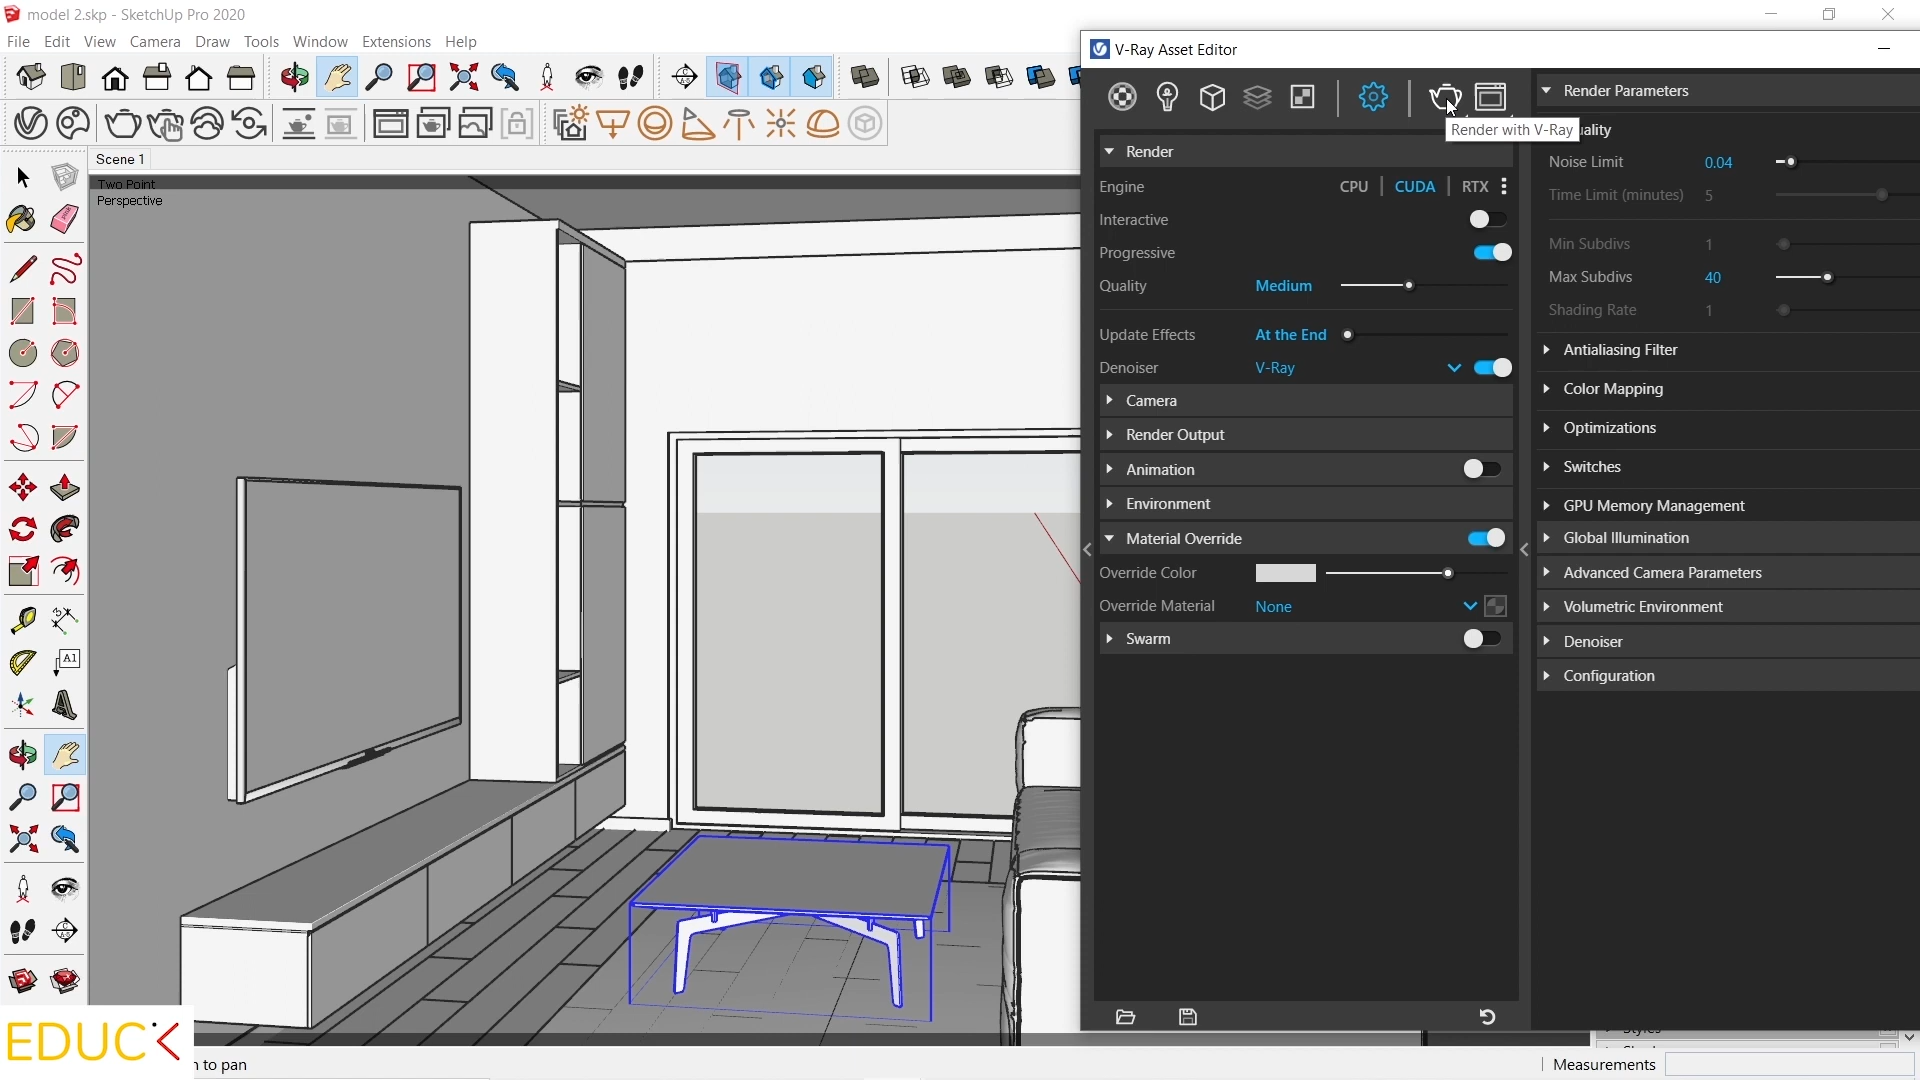 model 2.skp - SketchUp Pro 2020
File Edit View Camera Draw Tools Window Extensions Help
V-Ray Asset Editor
Render Parameters
Render with V-Ray
ality
Scene 1
Two Point
Perspective
Render
Engine CPU CUDA RTX
Interactive
Progressive
Quality Medium
Update Effects At the End
Denoiser V-Ray
Camera
Render Output
Animation
Environment
Material Override
Override Color
Override Material None
Swarm
Noise Limit 0.04
Time Limit (minutes) 5
Min Subdivs 1
Max Subdivs 40
Shading Rate 1
Antialiasing Filter
Color Mapping
Optimizations
Switches
GPU Memory Management
Global Illumination
Advanced Camera Parameters
Volumetric Environment
Denoiser
Configuration
A1
Styles
EDUC
n to pan
Measurements